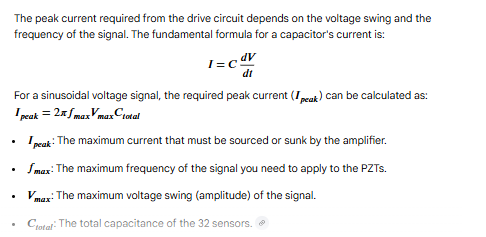 The peak current required from the drive circuit depends on the voltage swing and the
frequency of the signal. The fundamental formula for a capacitor's current is:
I = C dV/dt
For a sinusoidal voltage signal, the required peak current (I_peak) can be calculated as:
I_peak = 2π f_max V_max C_total
• I_peak: The maximum current that must be sourced or sunk by the amplifier.
• f_max: The maximum frequency of the signal you need to apply to the PZTs.
• V_max: The maximum voltage swing (amplitude) of the signal.
• C_total: The total capacitance of the 32 sensors.